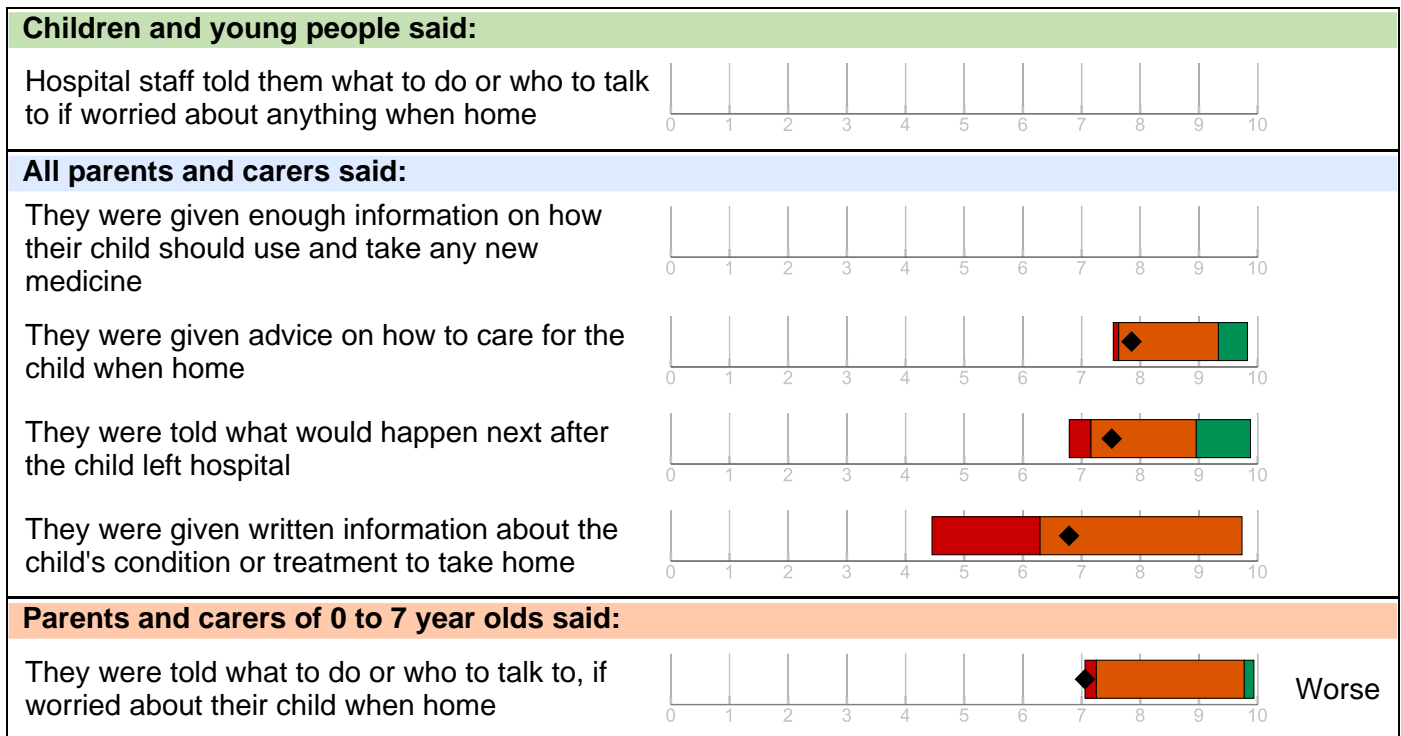 Children and young people said:
Hospital staff told them what to do or who to talk
to if worried about anything when home
0 1 2 3 4 5 6 7 8 9 10
All parents and carers said:
They were given enough information on how
their child should use and take any new
medicine
0 1 2 3 4 5 6 7 8 9 10
They were given advice on how to care for the
child when home
0 1 2 3 4 5 6 7 8 9 10
They were told what would happen next after
the child left hospital
0 1 2 3 4 5 6 7 8 9 10
They were given written information about the
child's condition or treatment to take home
0 1 2 3 4 5 6 7 8 9 10
Parents and carers of 0 to 7 year olds said:
They were told what to do or who to talk to, if
worried about their child when home
0 1 2 3 4 5 6 7 8 9 10
Worse